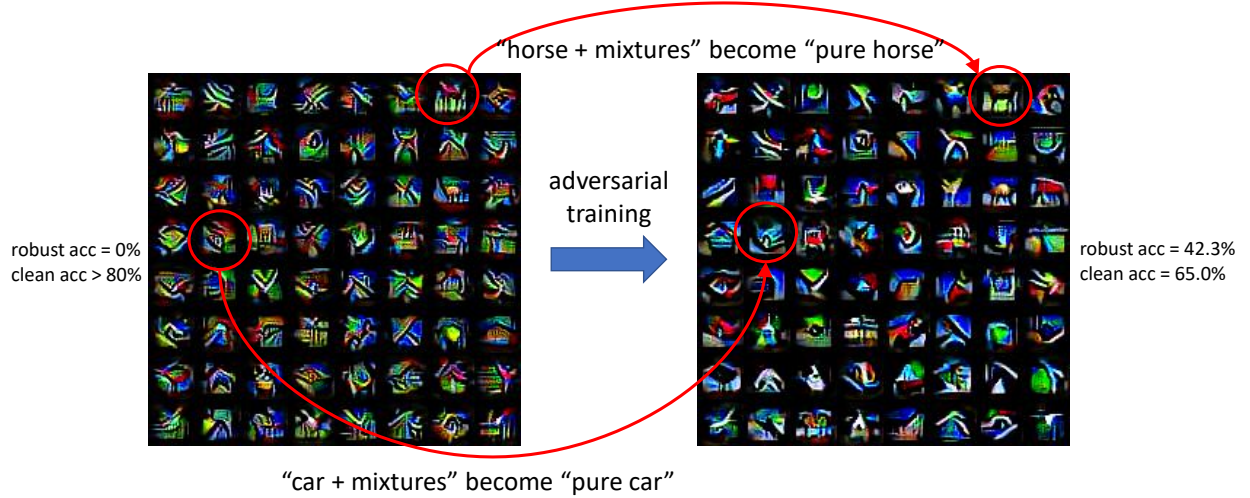 “horse + mixtures” become “pure horse”
adversarial
training
robust acc = 0%
clean acc > 80%
robust acc = 42.3%
clean acc = 65.0%
“car + mixtures” become “pure car”